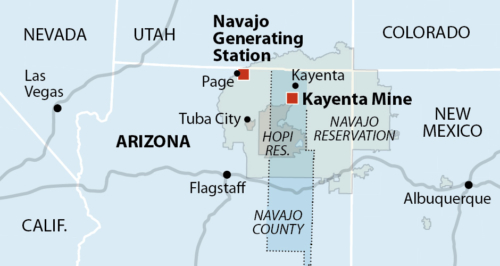 NEVADA
UTAH
Navajo
Generating
Station
COLORADO
Las
Vegas
Page
Kayenta
Kayenta Mine
Tuba City
ARIZONA
HOPI
RES.
NAVAJO
RESERVATION
NEW
MEXICO
Flagstaff
Albuquerque
NAVAJO
COUNTY
CALIF.